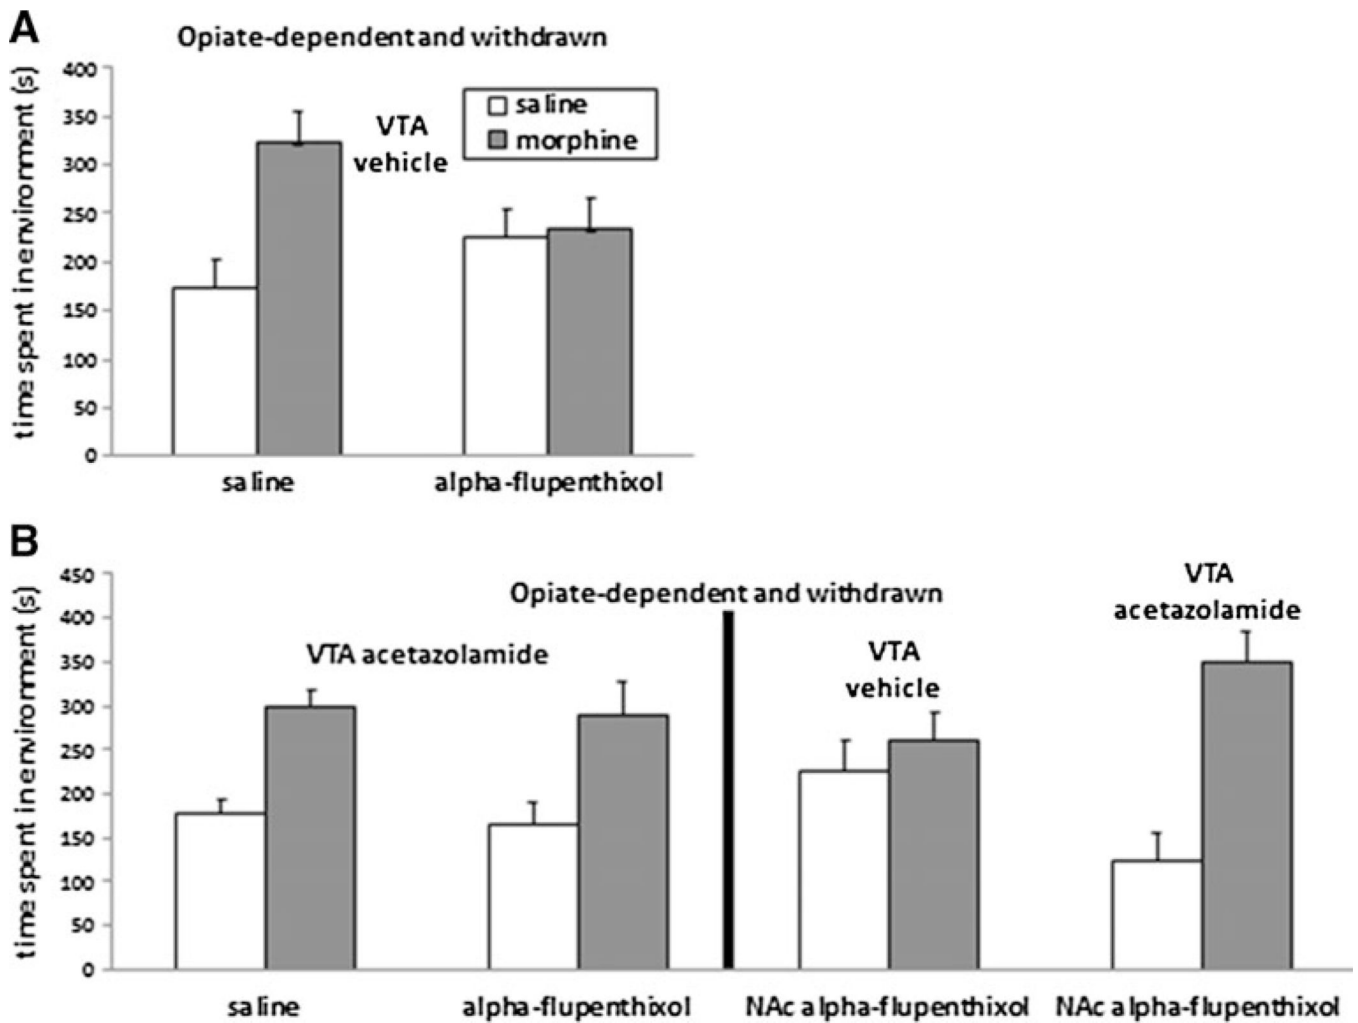 A
Opiate-dependent and withdrawn
time spent in environment (s)
400
350
300
250
200
150
100
50
0
VTA
vehicle
saline
morphine
saline
alpha-flupenthixol
B
Opiate-dependent and withdrawn
time spent in environment (s)
450
400
350
300
250
200
150
100
50
0
VTA acetazolamide
VTA
vehicle
VTA
acetazolamide
saline
alpha-flupenthixol
NAc alpha-flupenthixol
NAc alpha-flupenthixol